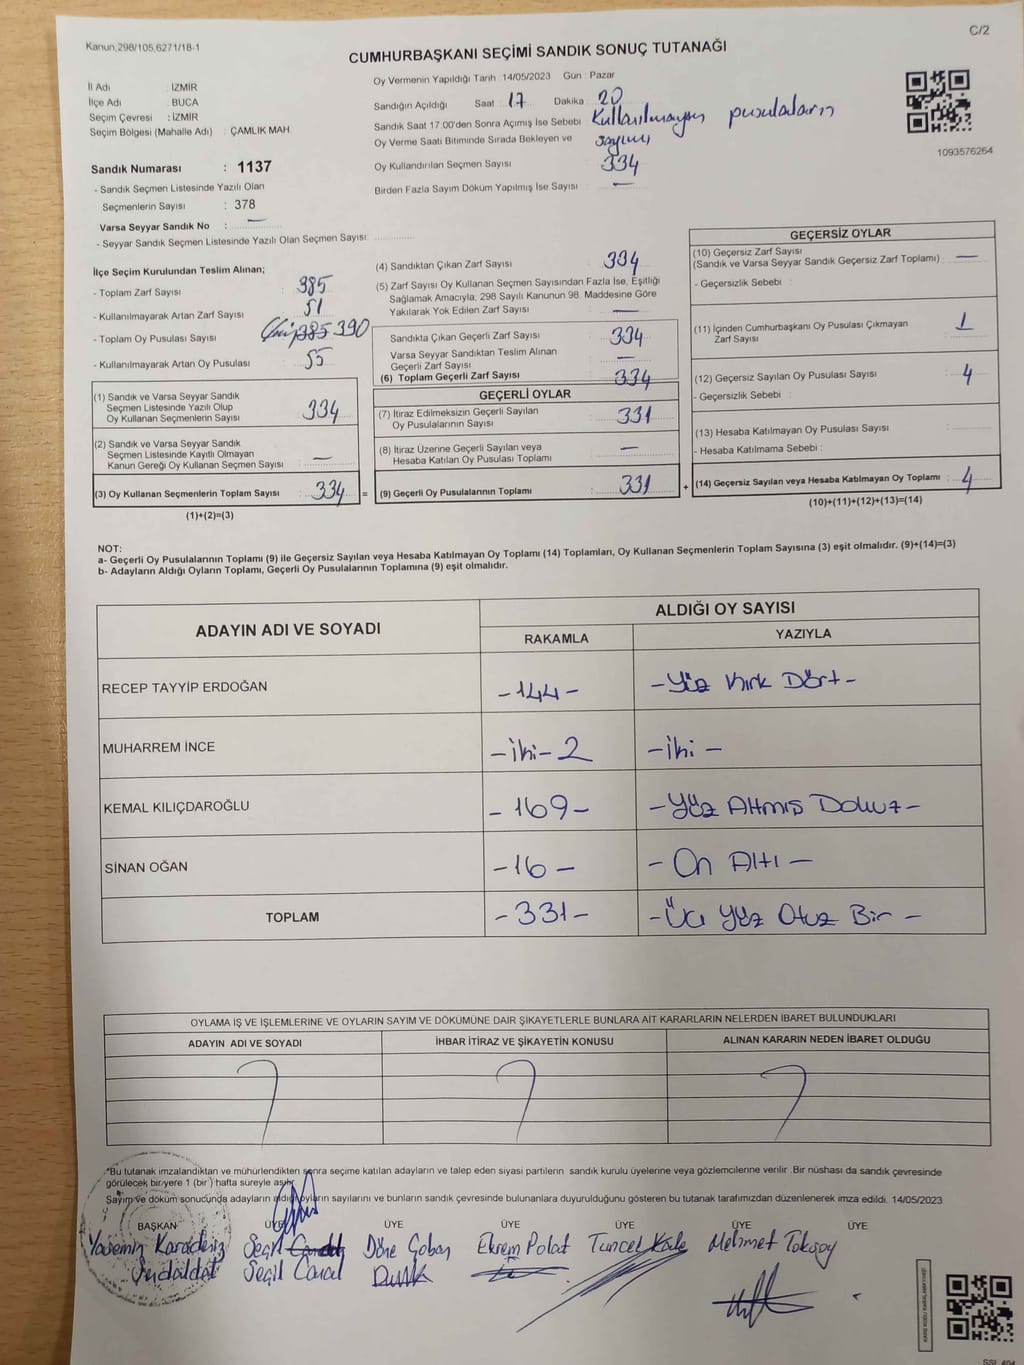 Kanun,298/105,6271/18-1
C/2
CUMHURBAŞKANI SEÇİMİ SANDIK SONUÇ TUTANAĞI
İl Adı : İZMİR
İlçe Adı : BUCA
Seçim Çevresi : İZMİR
Seçim Bölgesi (Mahalle Adı) : ÇAMLIK MAH.
Sandık Numarası : 1137
- Sandık Seçmen Listesinde Yazılı Olan
Seçmenlerin Sayısı : 378
Varsa Seyyar Sandık No : —
- Seyyar Sandık Seçmen Listesinde Yazılı Olan Seçmen Sayısı:
Oy Vermenin Yapıldığı Tarih : 14/05/2023 Gün : Pazar
Sandığın Açıldığı Saat 17 Dakika 20
Sandık Saat 17.00'den Sonra Açımış İse Sebebi Kullanılmayan pusulaların
Oy Verme Saati Bitiminde Sırada Bekleyen ve sayımı
Oy Kullandırılan Seçmen Sayısı 334
Birden Fazla Sayım Döküm Yapılmış İse Sayısı : —
1093576264
İlçe Seçim Kurulundan Teslim Alınan;
- Toplam Zarf Sayısı : 385
- Kullanılmayarak Artan Zarf Sayısı : 51
- Toplam Oy Pusulası Sayısı : 385 390
- Kullanılmayarak Artan Oy Pusulası : 55
(1) Sandık ve Varsa Seyyar Sandık
Seçmen Listesinde Yazılı Olup
Oy Kullanan Seçmenlerin Sayısı : 334
(2) Sandık ve Varsa Seyyar Sandık
Seçmen Listesinde Kayıtlı Olmayan
Kanun Gereği Oy Kullanan Seçmen Sayısı : —
(3) Oy Kullanan Seçmenlerin Toplam Sayısı : 334 =
(1)+(2)=(3)
(4) Sandıktan Çıkan Zarf Sayısı : 334
(5) Zarf Sayısı Oy Kullanan Seçmen Sayısından Fazla İse, Eşitliği
Sağlamak Amacıyla, 298 Sayılı Kanunun 98. Maddesine Göre
Yakılarak Yok Edilen Zarf Sayısı : —
Sandıkta Çıkan Geçerli Zarf Sayısı : 334
Varsa Seyyar Sandıktan Teslim Alınan
Geçerli Zarf Sayısı : —
(6) Toplam Geçerli Zarf Sayısı : 334
GEÇERLİ OYLAR
(7) İtiraz Edilmeksizin Geçerli Sayılan
Oy Pusulalarının Sayısı : 331
(8) İtiraz Üzerine Geçerli Sayılan veya
Hesaba Katılan Oy Pusulası Toplamı : —
(9) Geçerli Oy Pusulalarının Toplamı : 331 +
GEÇERSİZ OYLAR
(10) Geçersiz Zarf Sayısı
(Sandık ve Varsa Seyyar Sandık Geçersiz Zarf Toplamı) : —
- Geçersizlik Sebebi :
(11) İçinden Cumhurbaşkanı Oy Pusulası Çıkmayan
Zarf Sayısı : 1
(12) Geçersiz Sayılan Oy Pusulası Sayısı : 4
- Geçersizlik Sebebi :
(13) Hesaba Katılmayan Oy Pusulası Sayısı :
- Hesaba Katılmama Sebebi :
(14) Geçersiz Sayılan veya Hesaba Katılmayan Oy Toplamı : 4
(10)+(11)+(12)+(13)=(14)
NOT:
a- Geçerli Oy Pusulalarının Toplamı (9) ile Geçersiz Sayılan veya Hesaba Katılmayan Oy Toplamı (14) Toplamları, Oy Kullanan Seçmenlerin Toplam Sayısına (3) eşit olmalıdır. (9)+(14)=(3)
b- Adayların Aldığı Oyların Toplamı, Geçerli Oy Pusulalarının Toplamına (9) eşit olmalıdır.
ADAYIN ADI VE SOYADI
ALDIĞI OY SAYISI
RAKAMLA YAZIYLA
RECEP TAYYİP ERDOĞAN -144- -Yüz Kırk Dört-
MUHARREM İNCE -iki-2 -iki-
KEMAL KILIÇDAROĞLU -169- -Yüz Altmış Dokuz-
SİNAN OĞAN -16- -On Altı-
TOPLAM -331- -Üç Yüz Otuz Bir-
OYLAMA İŞ VE İŞLEMLERİNE VE OYLARIN SAYIM VE DÖKÜMÜNE DAİR ŞİKAYETLERLE BUNLARA AİT KARARLARIN NELERDEN İBARET BULUNDUKLARI
ADAYIN ADI VE SOYADI İHBAR İTİRAZ VE ŞİKAYETİN KONUSU ALINAN KARARIN NEDEN İBARET OLDUĞU
*Bu tutanak imzalandıktan ve mühürlendikten sonra seçime katılan adayların ve talep eden siyasi partilerin sandık kurulu üyelerine veya gözlemcilerine verilir .Bir nüshası da sandık çevresinde
görülecek bir yere 1 (bir) hafta süreyle asılır.
Sayım ve döküm sonucunda adayların aldığı oyların sayılarını ve bunların sandık çevresinde bulunanlara duyurulduğunu gösteren bu tutanak tarafımızdan düzenlenerek imza edildi. 14/05/2023
BAŞKAN ÜYE ÜYE ÜYE ÜYE ÜYE ÜYE
Yasemin Karadeniz Seçil Döne Çoban Ekrem Polat Tuncel Kale Mehmet Toksoy
Seçil